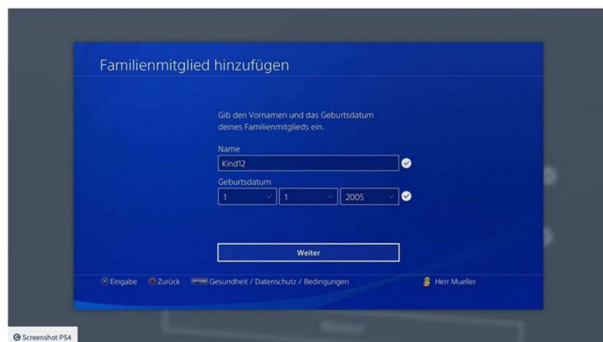 Familienmitglied hinzufügen
Gib den Vornamen und das Geburtsdatum
deines Familienmitglieds ein.
Name
Kind12
Geburtsdatum
1 1 2005
Weiter
Eingabe Zurück OPTIONS Gesundheit / Datenschutz / Bedingungen Herr Mueller
Screenshot PS4